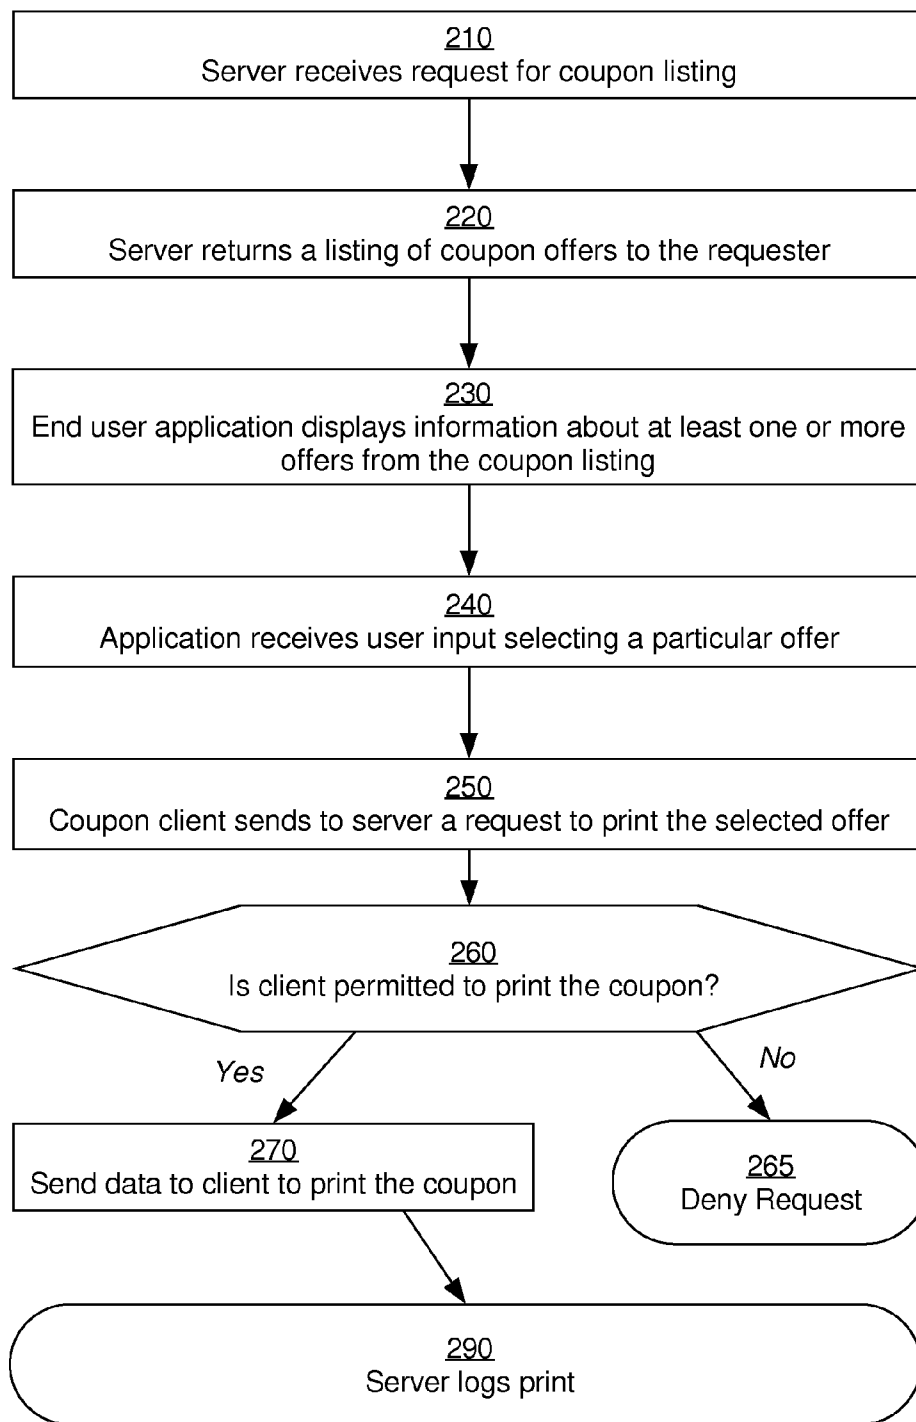 210
Server receives request for coupon listing
220
Server returns a listing of coupon offers to the requester
230
End user application displays information about at least one or more
offers from the coupon listing
240
Application receives user input selecting a particular offer
250
Coupon client sends to server a request to print the selected offer
260
Is client permitted to print the coupon?
Yes
No
270
Send data to client to print the coupon
265
Deny Request
290
Server logs print